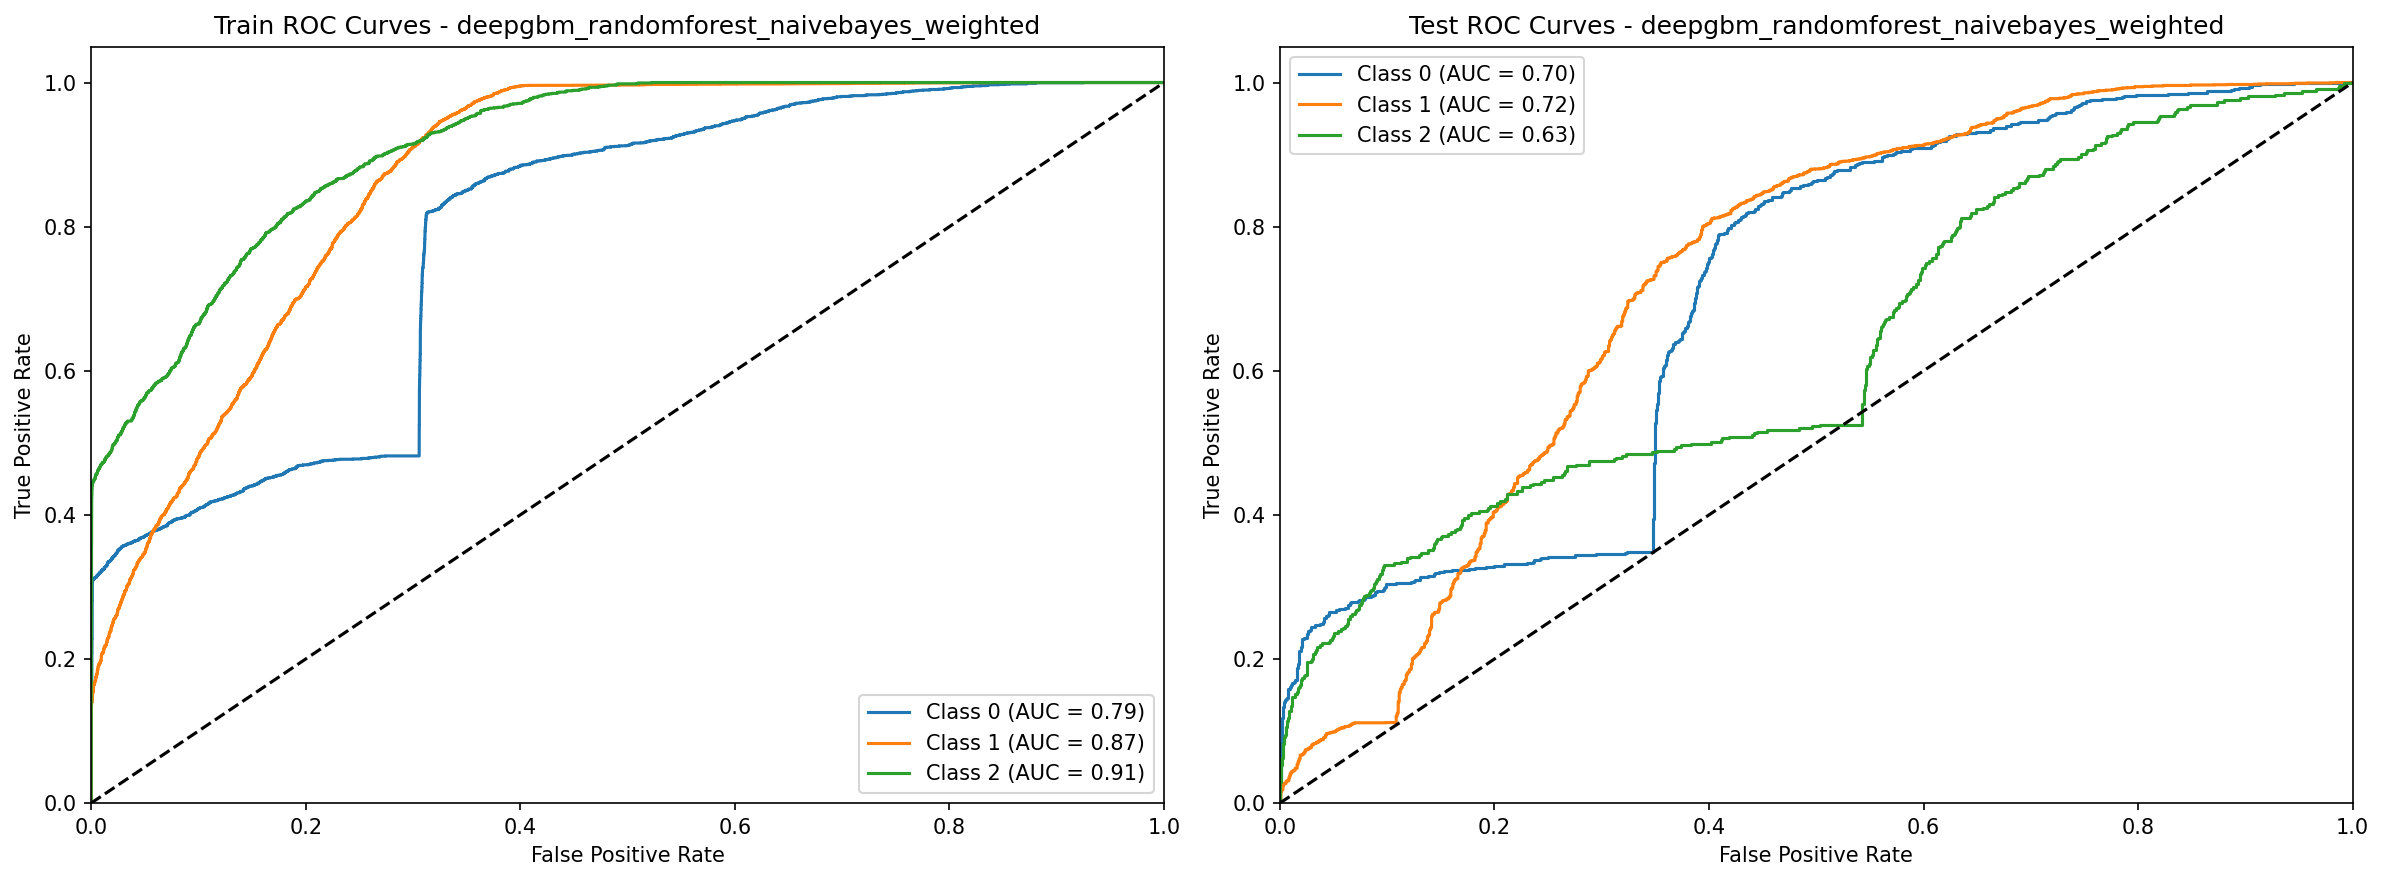 Train ROC Curves - deepgbm_randomforest_naivebayes_weighted
True Positive Rate
1.0
0.8
0.6
0.4
0.2
0.0
0.0 0.2 0.4 0.6 0.8 1.0
False Positive Rate
Class 0 (AUC = 0.79)
Class 1 (AUC = 0.87)
Class 2 (AUC = 0.91)
Test ROC Curves - deepgbm_randomforest_naivebayes_weighted
Class 0 (AUC = 0.70)
Class 1 (AUC = 0.72)
Class 2 (AUC = 0.63)
True Positive Rate
1.0
0.8
0.6
0.4
0.2
0.0
0.0 0.2 0.4 0.6 0.8 1.0
False Positive Rate